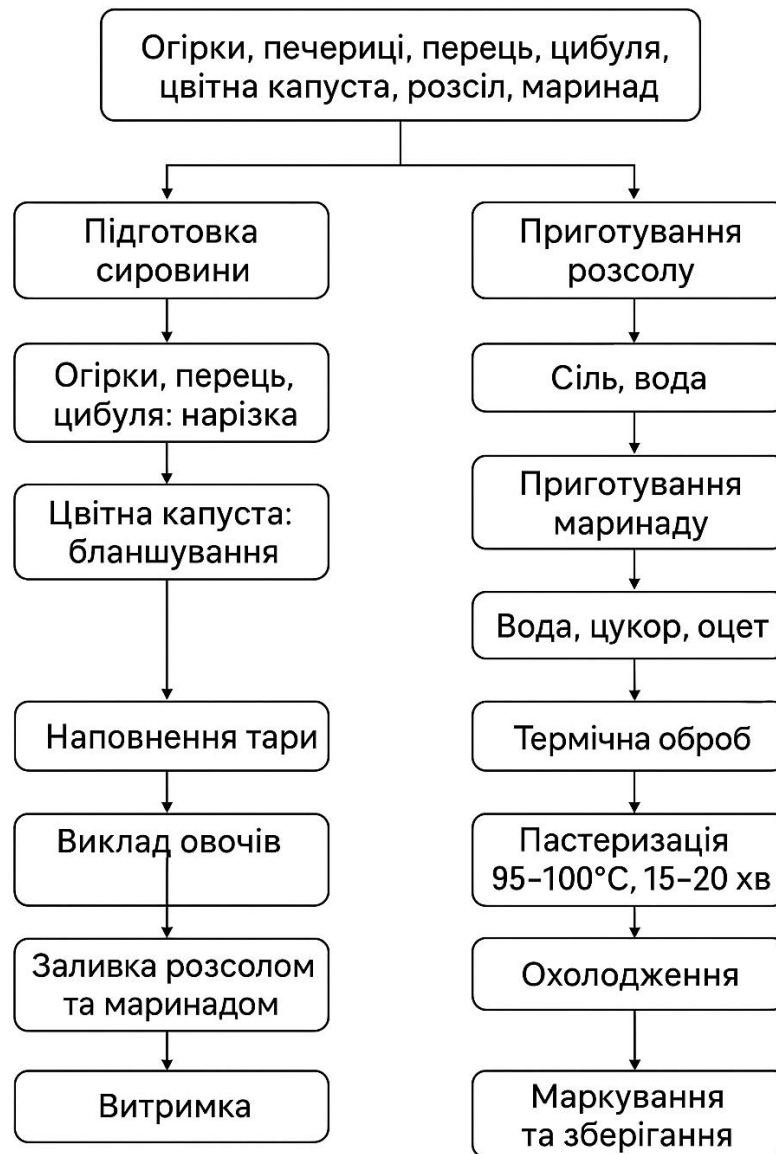 Огірки, печериці, перець, цибуля,
цвітна капуста, розсіл, маринад
Підготовка
сировини
Огірки, перець,
цибуля: нарізка
Цвітна капуста:
бланшування
Наповнення тари
Виклад овочів
Заливка розсолом
та маринадом
Витримка
Приготування
розсолу
Сіль, вода
Приготування
маринаду
Вода, цукор, оцет
Термічна оброб
Пастеризація
95–100°C, 15–20 хв
Охолодження
Маркування
та зберігання